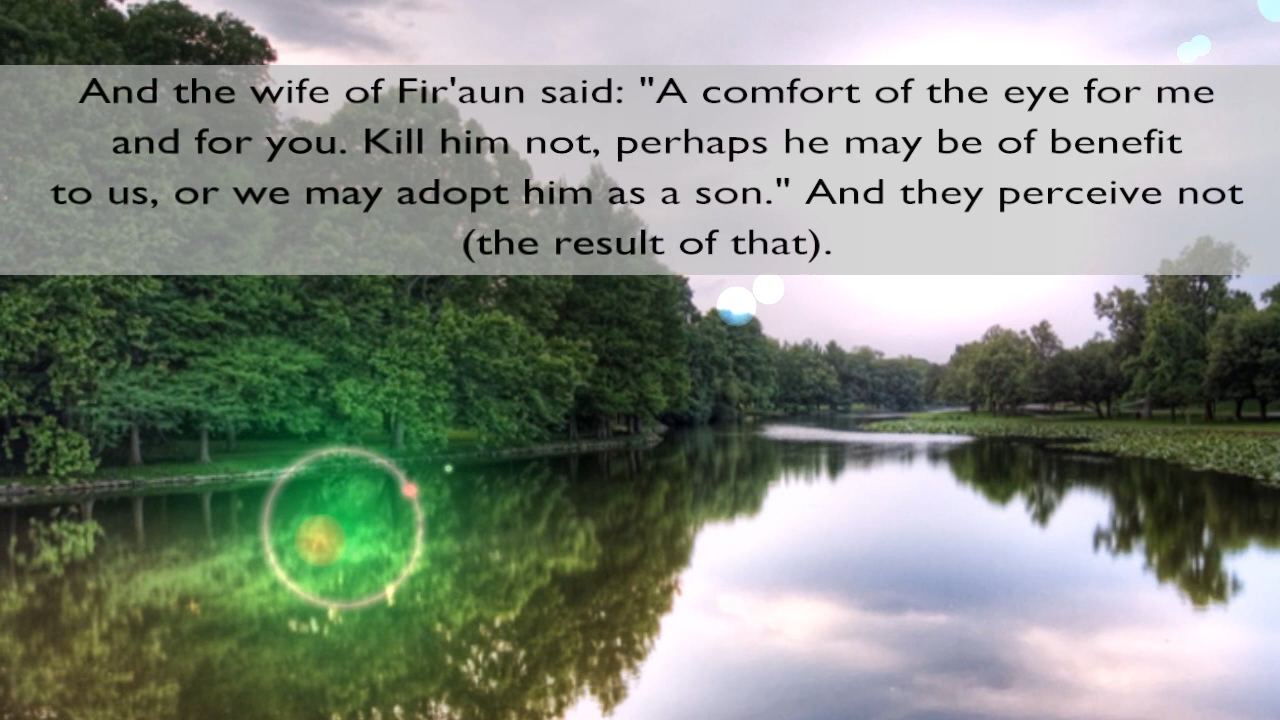 And the wife of Fir'aun said: "A comfort of the eye for me
and for you. Kill him not, perhaps he may be of benefit
to us, or we may adopt him as a son." And they perceive not
(the result of that).